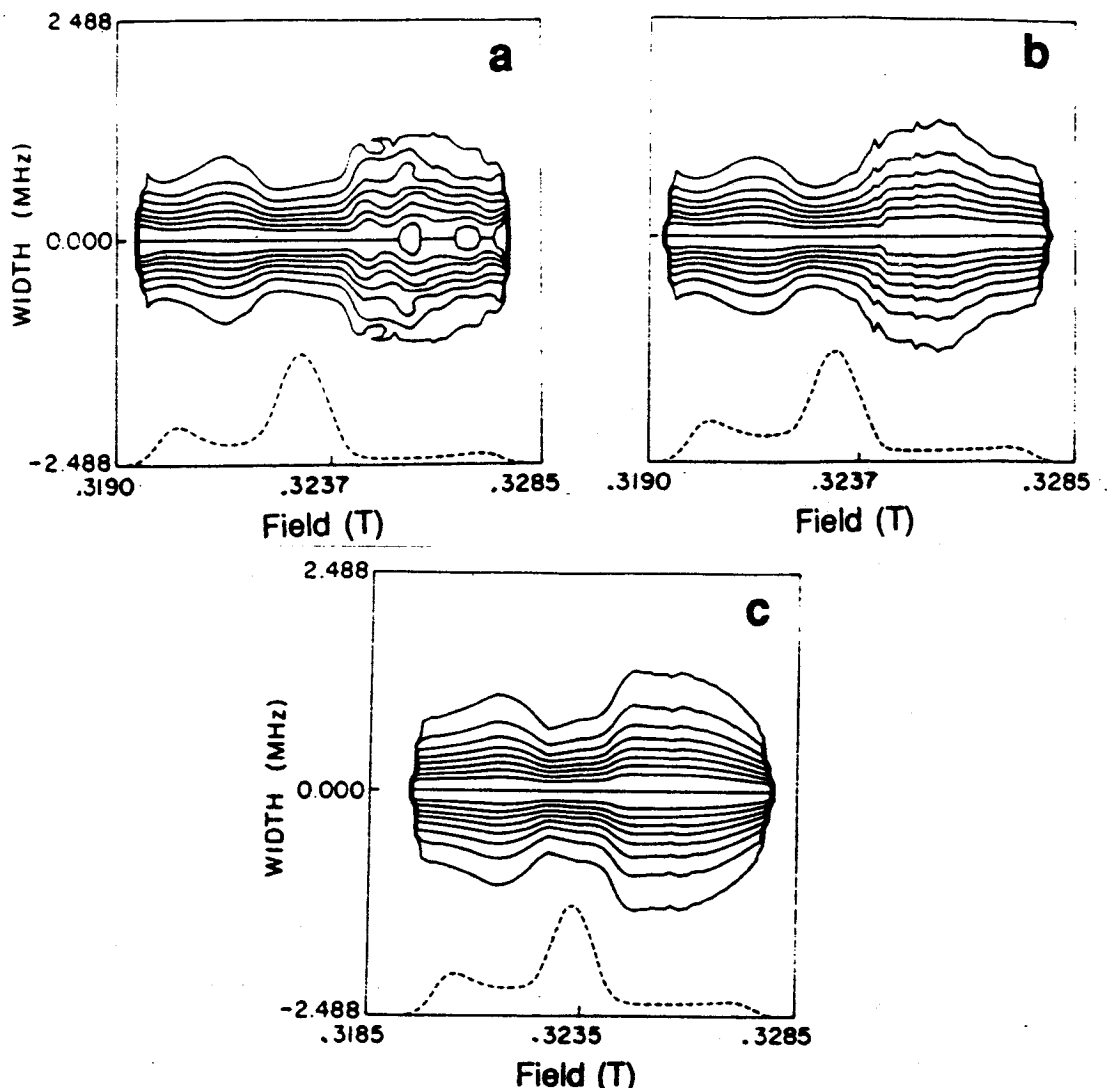 2.488
a
b
WIDTH (MHz)
0.000
-2.488
.3190
.3237
.3285
Field (T)
.3190
.3237
.3285
Field (T)
2.488
c
WIDTH (MHz)
0.000
-2.488
.3185
.3235
.3285
Field (T)